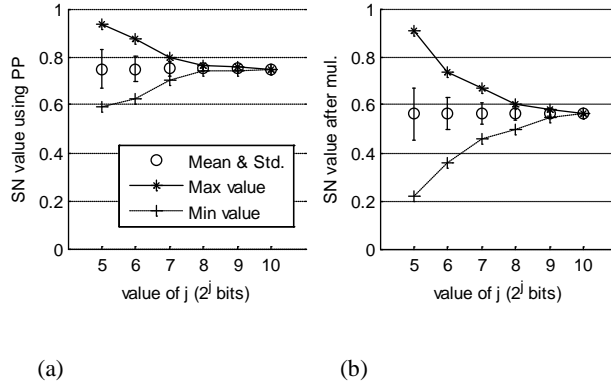 SN value using PP
1
0.8
0.6
0.4
0.2
0
Mean & Std.
Max value
Min value
5 6 7 8 9 10
value of j (2^j bits)
(a)
SN value after mul.
1
0.8
0.6
0.4
0.2
0
5 6 7 8 9 10
value of j (2^j bits)
(b)